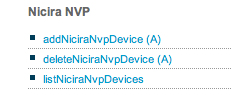 Nicira NVP
addNiciraNvpDevice (A)
deleteNiciraNvpDevice (A)
listNiciraNvpDevices